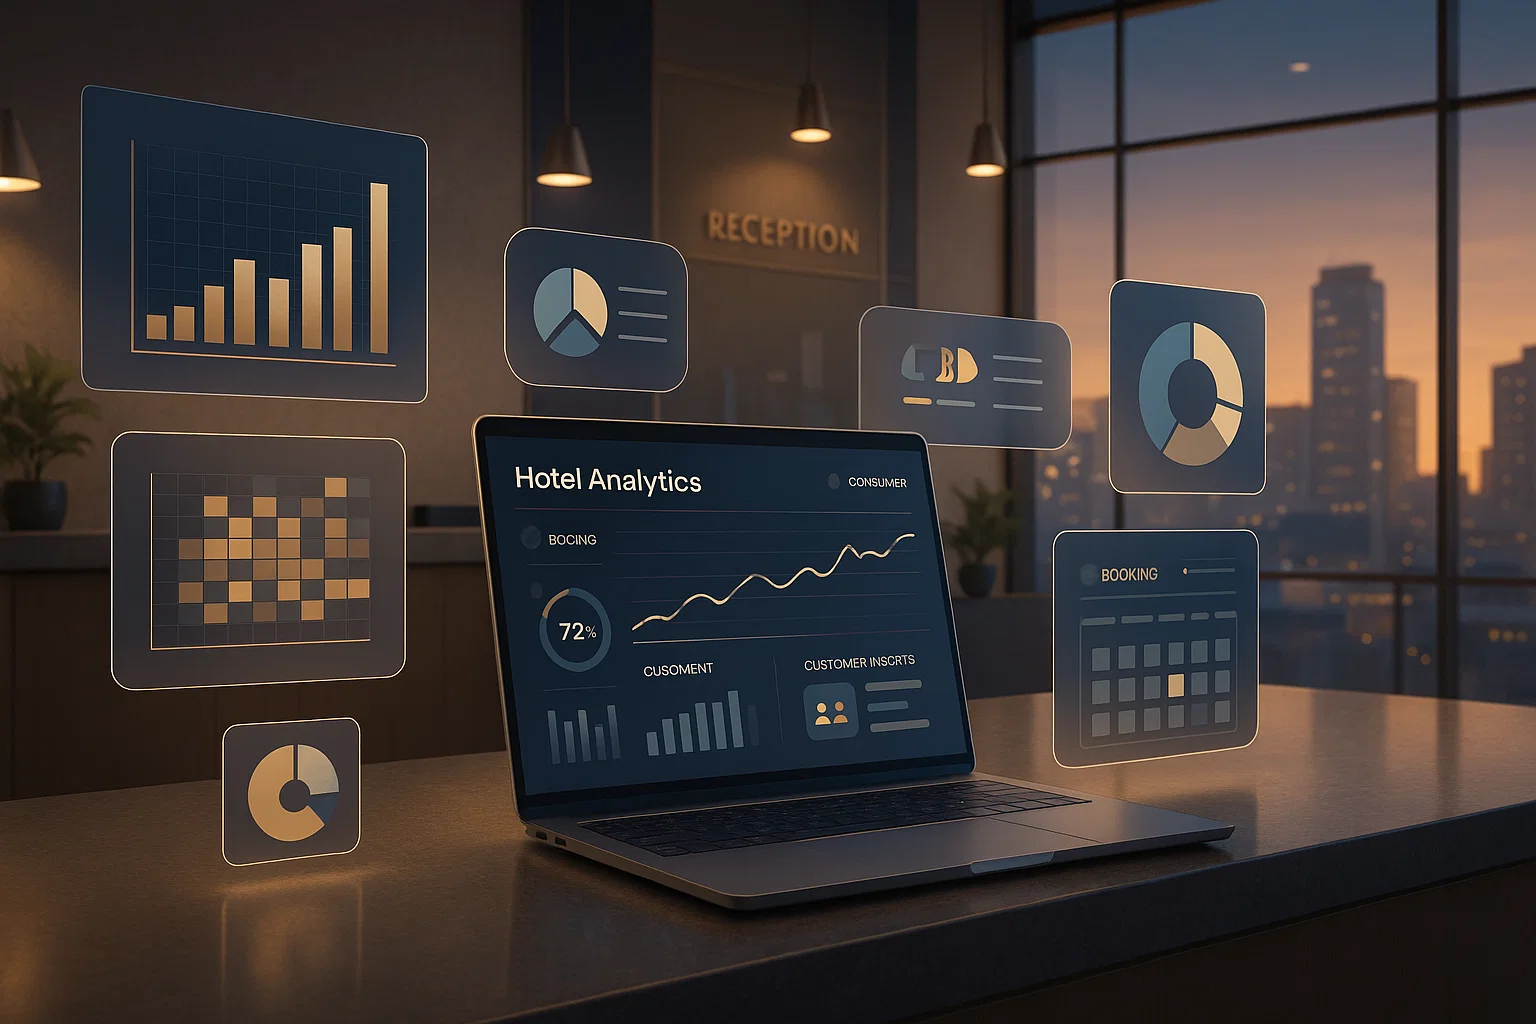 RECEPTION
Hotel Analytics
CONSUMER
BOCING
72%
CUSOMENT
CUSTOMER INSCRTS
BOOKING